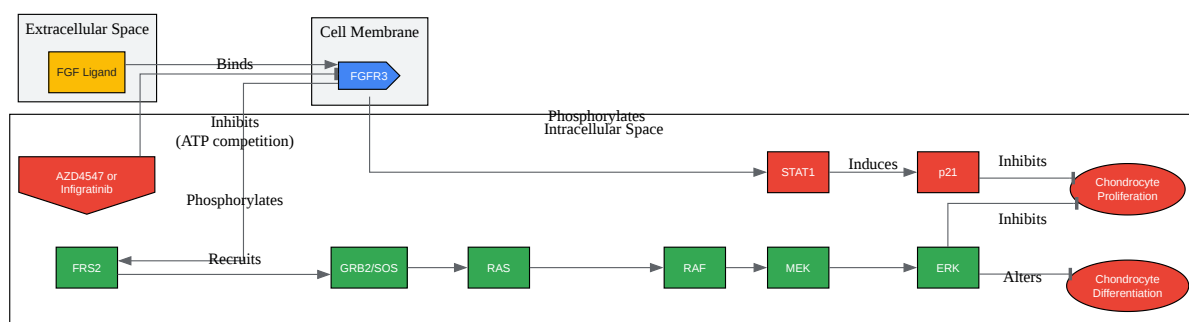 Extracellular Space
Cell Membrane
FGF Ligand
Binds
FGFR3
Phosphorylates
Intracellular Space
Inhibits
(ATP competition)
AZD4547 or
Infigratinib
STAT1
Induces
p21
Inhibits
Chondrocyte
Proliferation
Phosphorylates
Inhibits
FRS2
Recruits
GRB2/SOS
RAS
RAF
MEK
ERK
Alters
Chondrocyte
Differentiation